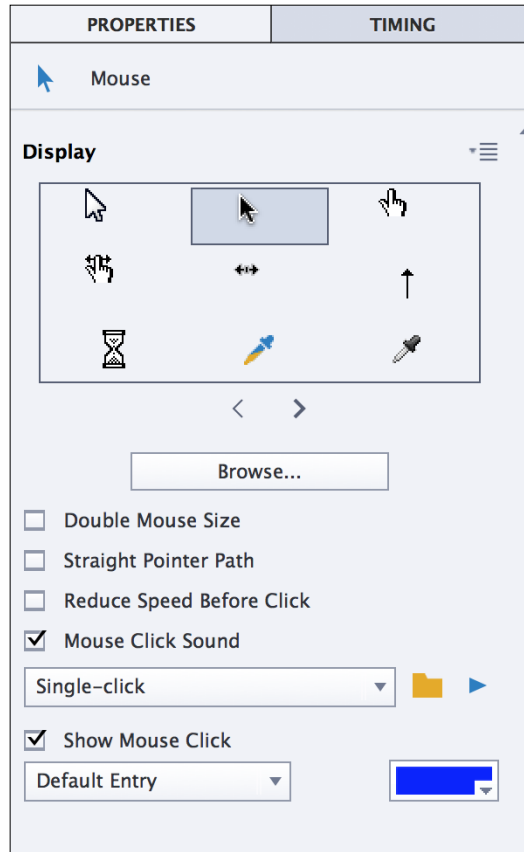 PROPERTIES TIMING
Mouse
Display
Browse...
Double Mouse Size
Straight Pointer Path
Reduce Speed Before Click
Mouse Click Sound
Single-click
Show Mouse Click
Default Entry